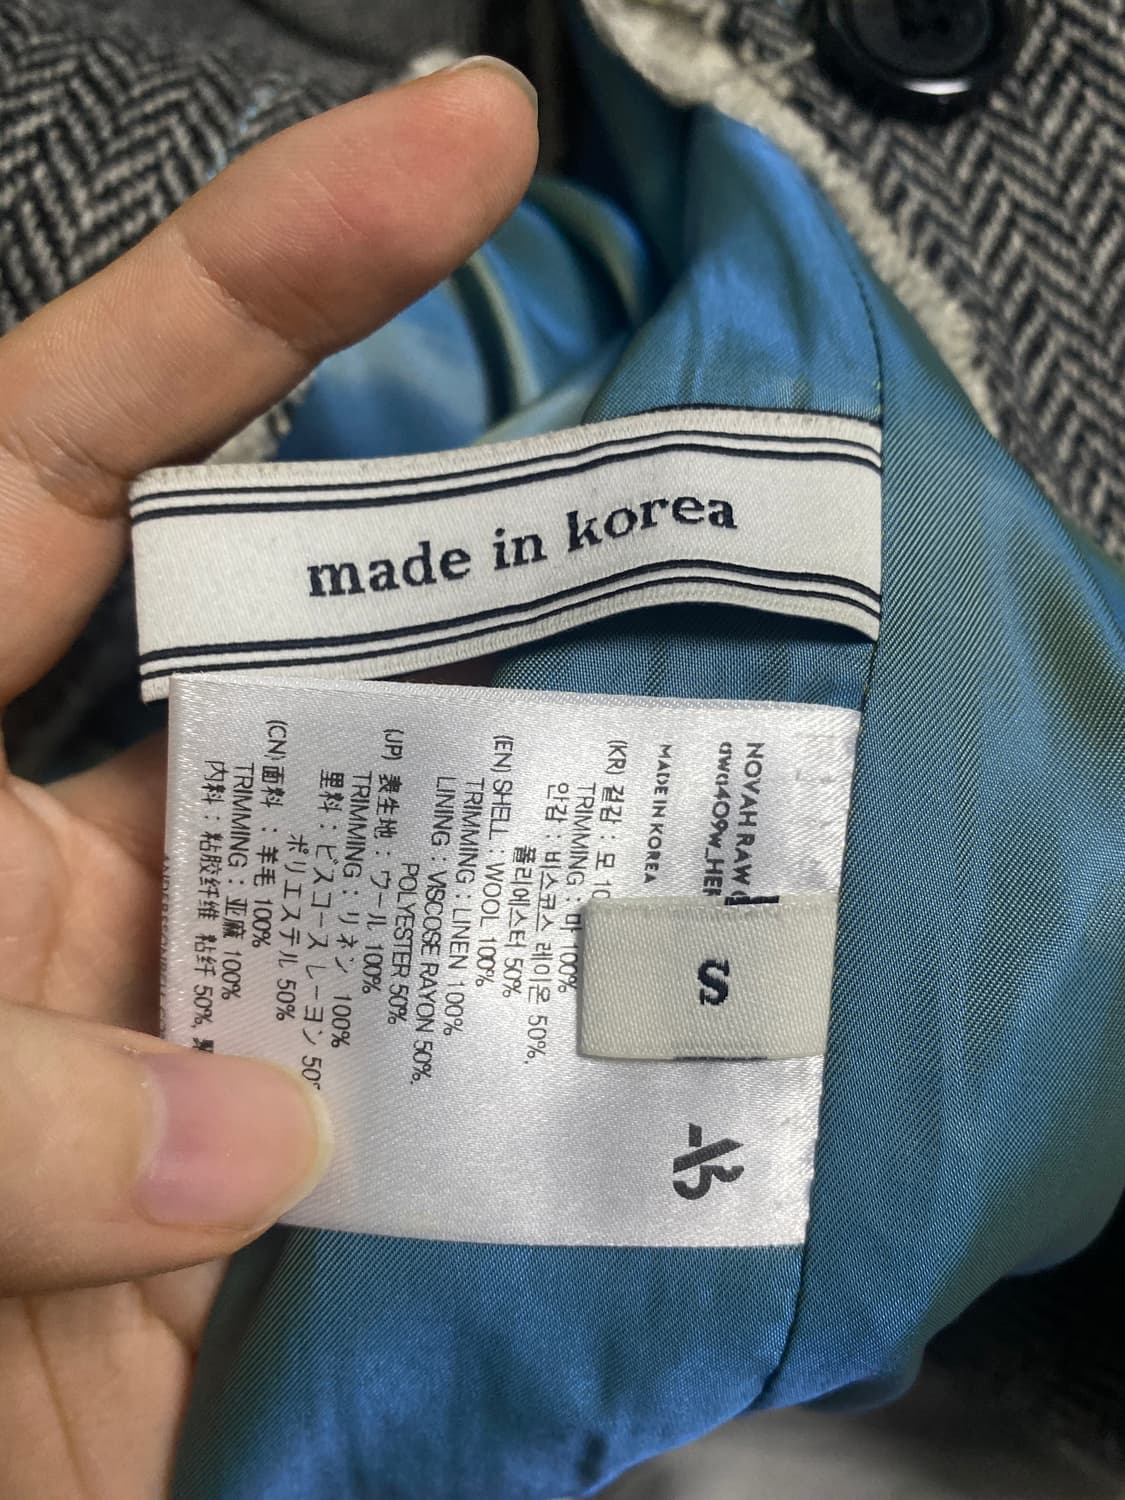 made in korea
NOVAH RAW
awa409w_HE
MADE IN KOREA
S
(KR) 겉감 : 모 10
TRIMMING : 마 100%
안감 : 비스코스 레이온 50%,
폴리에스터 50%
(EN) SHELL : WOOL 100%
TRIMMING : LINEN 100%
LINING : VISCOSE RAYON 50%,
POLYESTER 50%
(JP) 表生地 : ウール 100%
TRIMMING : リネン 100%
里料 : ビスコース レーヨン 50
ポリエステル 50%
(CN) 面料 : 羊毛 100%
TRIMMING : 亚麻 100%
内料 : 粘胶纤维 粘纤 50%,